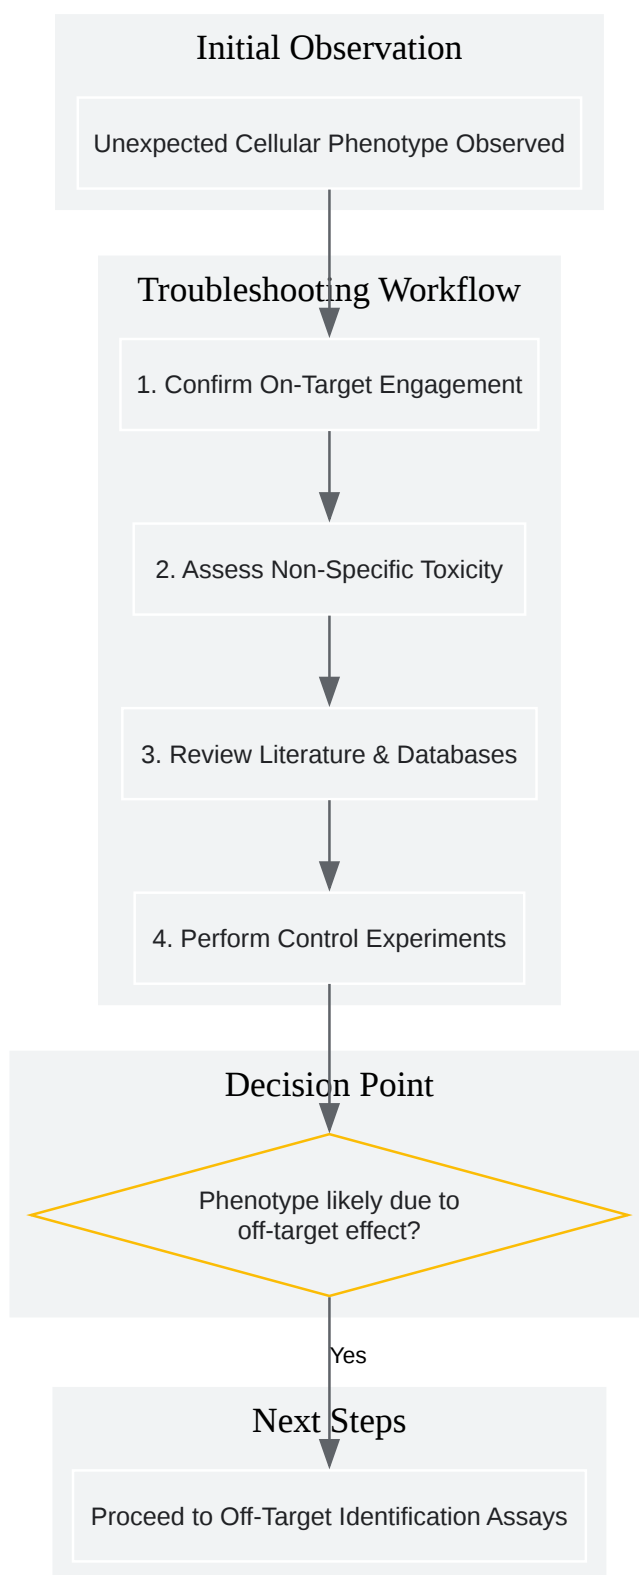 Initial Observation
Unexpected Cellular Phenotype Observed
Troubleshooting Workflow
1. Confirm On-Target Engagement
2. Assess Non-Specific Toxicity
3. Review Literature & Databases
4. Perform Control Experiments
Decision Point
Phenotype likely due to
off-target effect?
Yes
Next Steps
Proceed to Off-Target Identification Assays